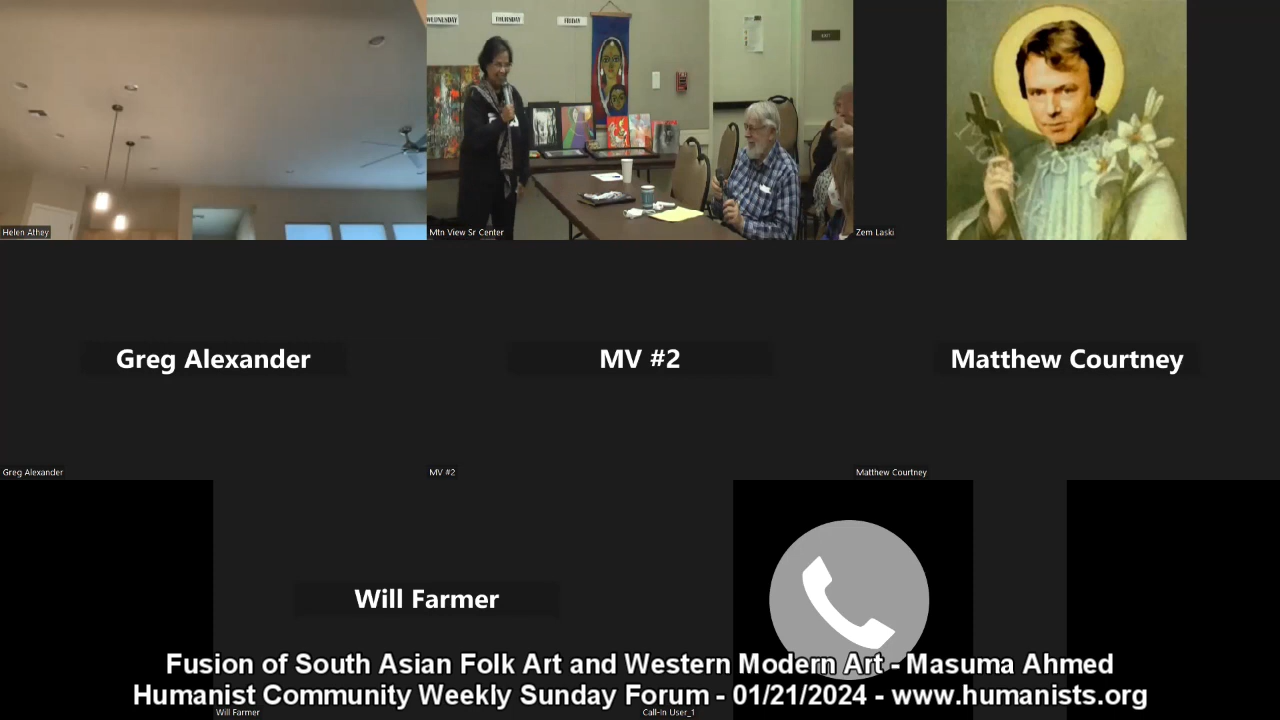 WEDNESDAY
THURSDAY
FRIDAY
EXIT
Helen Athey
Mtn View Sr Center
Zem Laski
Greg Alexander
MV #2
Matthew Courtney
Greg Alexander
MV #2
Matthew Courtney
Will Farmer
Fusion of South Asian Folk Art and Western Modern Art - Masuma Ahmed
Humanist Community Weekly Sunday Forum - 01/21/2024 - www.humanists.org
Will Farmer
Call-In User_1